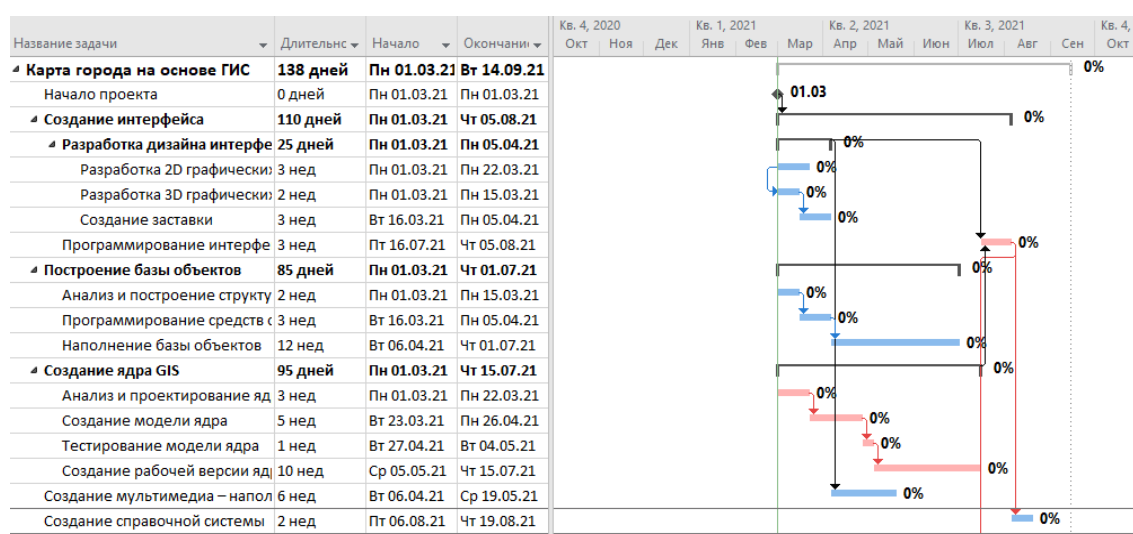 Кв. 4, 2020 Кв. 1, 2021 Кв. 2, 2021 Кв. 3, 2021 Кв. 4,
Название задачи Длительнс Начало Окончани Окт Ноя Дек Янв Фев Мар Апр Май Июн Июл Авг Сен Окт
Карта города на основе ГИС 138 дней Пн 01.03.21 Вт 14.09.21 0%
Начало проекта 0 дней Пн 01.03.21 Пн 01.03.21 01.03
Создание интерфейса 110 дней Пн 01.03.21 Чт 05.08.21 0%
Разработка дизайна интерфе 25 дней Пн 01.03.21 Пн 05.04.21 0%
Разработка 2D графических 3 нед Пн 01.03.21 Пн 22.03.21 0%
Разработка 3D графических 2 нед Пн 01.03.21 Пн 15.03.21 0%
Создание заставки 3 нед Вт 16.03.21 Пн 05.04.21 0%
Программирование интерфе 3 нед Пт 16.07.21 Чт 05.08.21 0%
Построение базы объектов 85 дней Пн 01.03.21 Чт 01.07.21 0%
Анализ и построение структу 2 нед Пн 01.03.21 Пн 15.03.21 0%
Программирование средств с 3 нед Вт 16.03.21 Пн 05.04.21 0%
Наполнение базы объектов 12 нед Вт 06.04.21 Чт 01.07.21 0%
Создание ядра GIS 95 дней Пн 01.03.21 Чт 15.07.21 0%
Анализ и проектирование яд 3 нед Пн 01.03.21 Пн 22.03.21 0%
Создание модели ядра 5 нед Вт 23.03.21 Пн 26.04.21 0%
Тестирование модели ядра 1 нед Вт 27.04.21 Вт 04.05.21 0%
Создание рабочей версии яд 10 нед Ср 05.05.21 Чт 15.07.21 0%
Создание мультимедиа – напол 6 нед Вт 06.04.21 Ср 19.05.21 0%
Создание справочной системы 2 нед Пт 06.08.21 Чт 19.08.21 0%